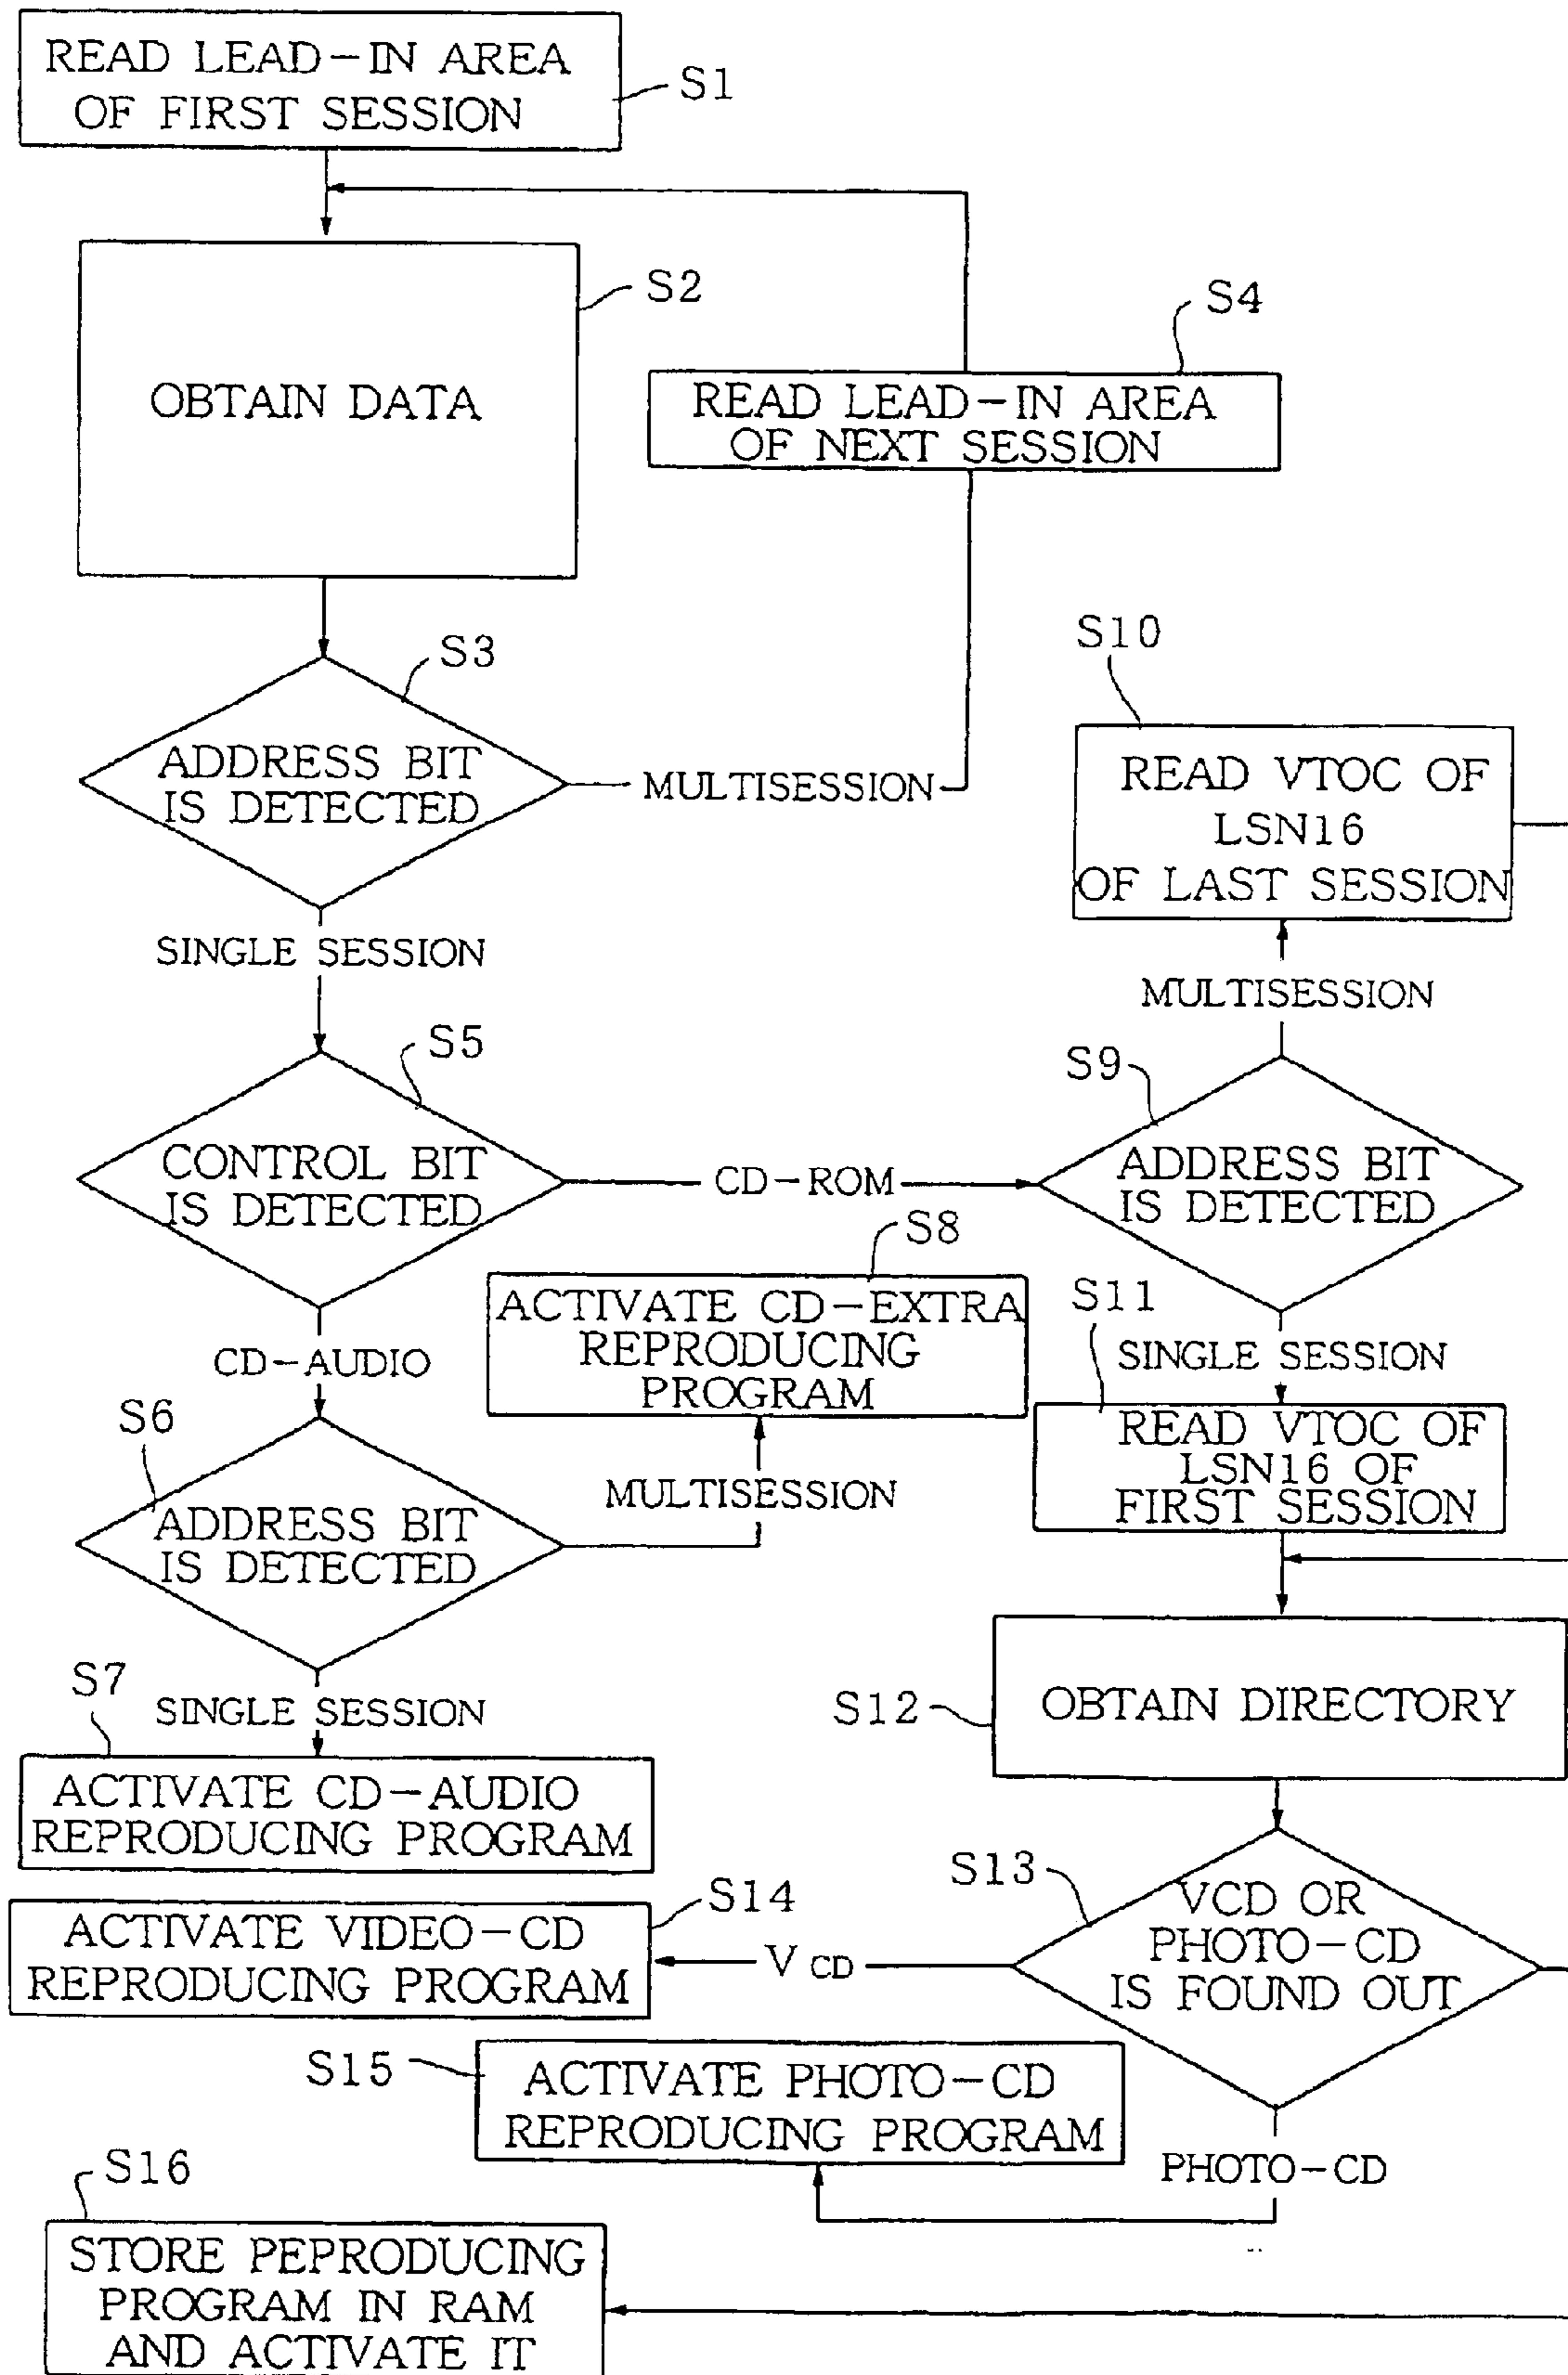 READ LEAD-IN AREA
OF FIRST SESSION
S1
OBTAIN DATA
S2
S4
READ LEAD-IN AREA
OF NEXT SESSION
S3
ADDRESS BIT
IS DETECTED
MULTISESSION
SINGLE SESSION
S10
READ VTOC OF
LSN16
OF LAST SESSION
MULTISESSION
S5
CONTROL BIT
IS DETECTED
CD-ROM
S9
ADDRESS BIT
IS DETECTED
CD-AUDIO
S8
ACTIVATE CD-EXTRA
REPRODUCING
PROGRAM
S11
SINGLE SESSION
READ VTOC OF
LSN16 OF
FIRST SESSION
S6
ADDRESS BIT
IS DETECTED
MULTISESSION
S7
SINGLE SESSION
ACTIVATE CD-AUDIO
REPRODUCING PROGRAM
S12
OBTAIN DIRECTORY
S13
VCD OR
PHOTO-CD
IS FOUND OUT
S14
ACTIVATE VIDEO-CD
REPRODUCING PROGRAM
V CD
S15
ACTIVATE PHOTO-CD
REPRODUCING PROGRAM
PHOTO-CD
S16
STORE PEPRODUCING
PROGRAM IN RAM
AND ACTIVATE IT